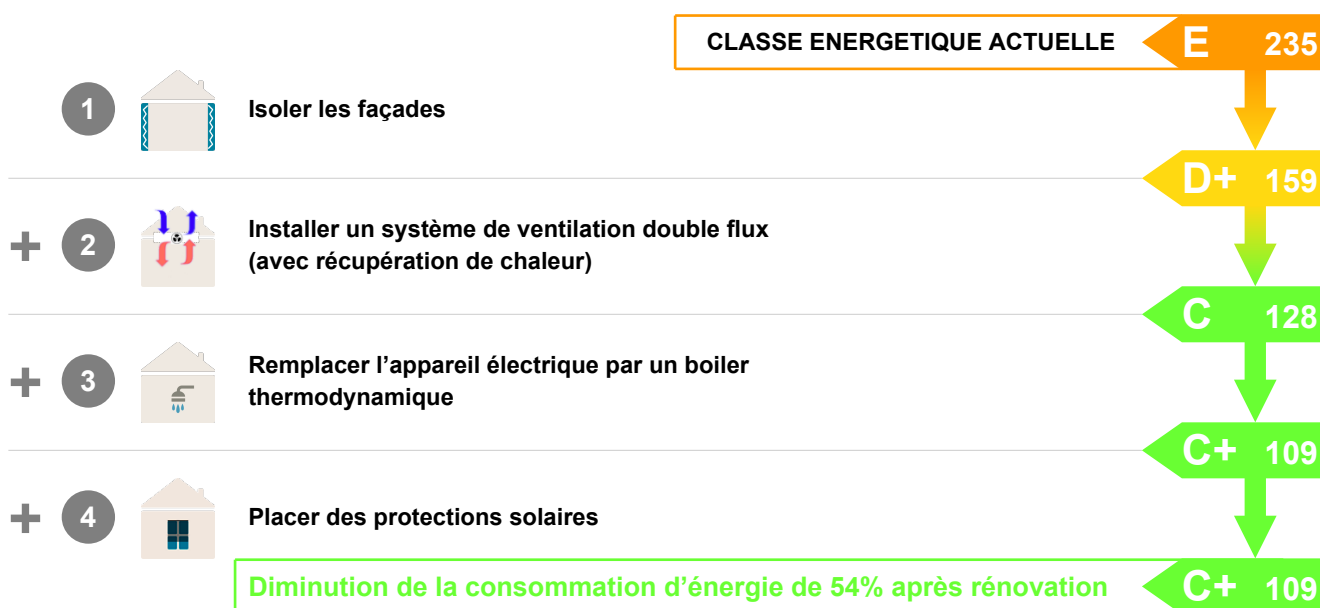 CLASSE ENERGETIQUE ACTUELLE E 235
1 Isoler les façades
D+ 159
+ 2 Installer un système de ventilation double flux
(avec récupération de chaleur)
C 128
+ 3 Remplacer l’appareil électrique par un boiler
thermodynamique
C+ 109
+ 4 Placer des protections solaires
Diminution de la consommation d’énergie de 54% après rénovation C+ 109